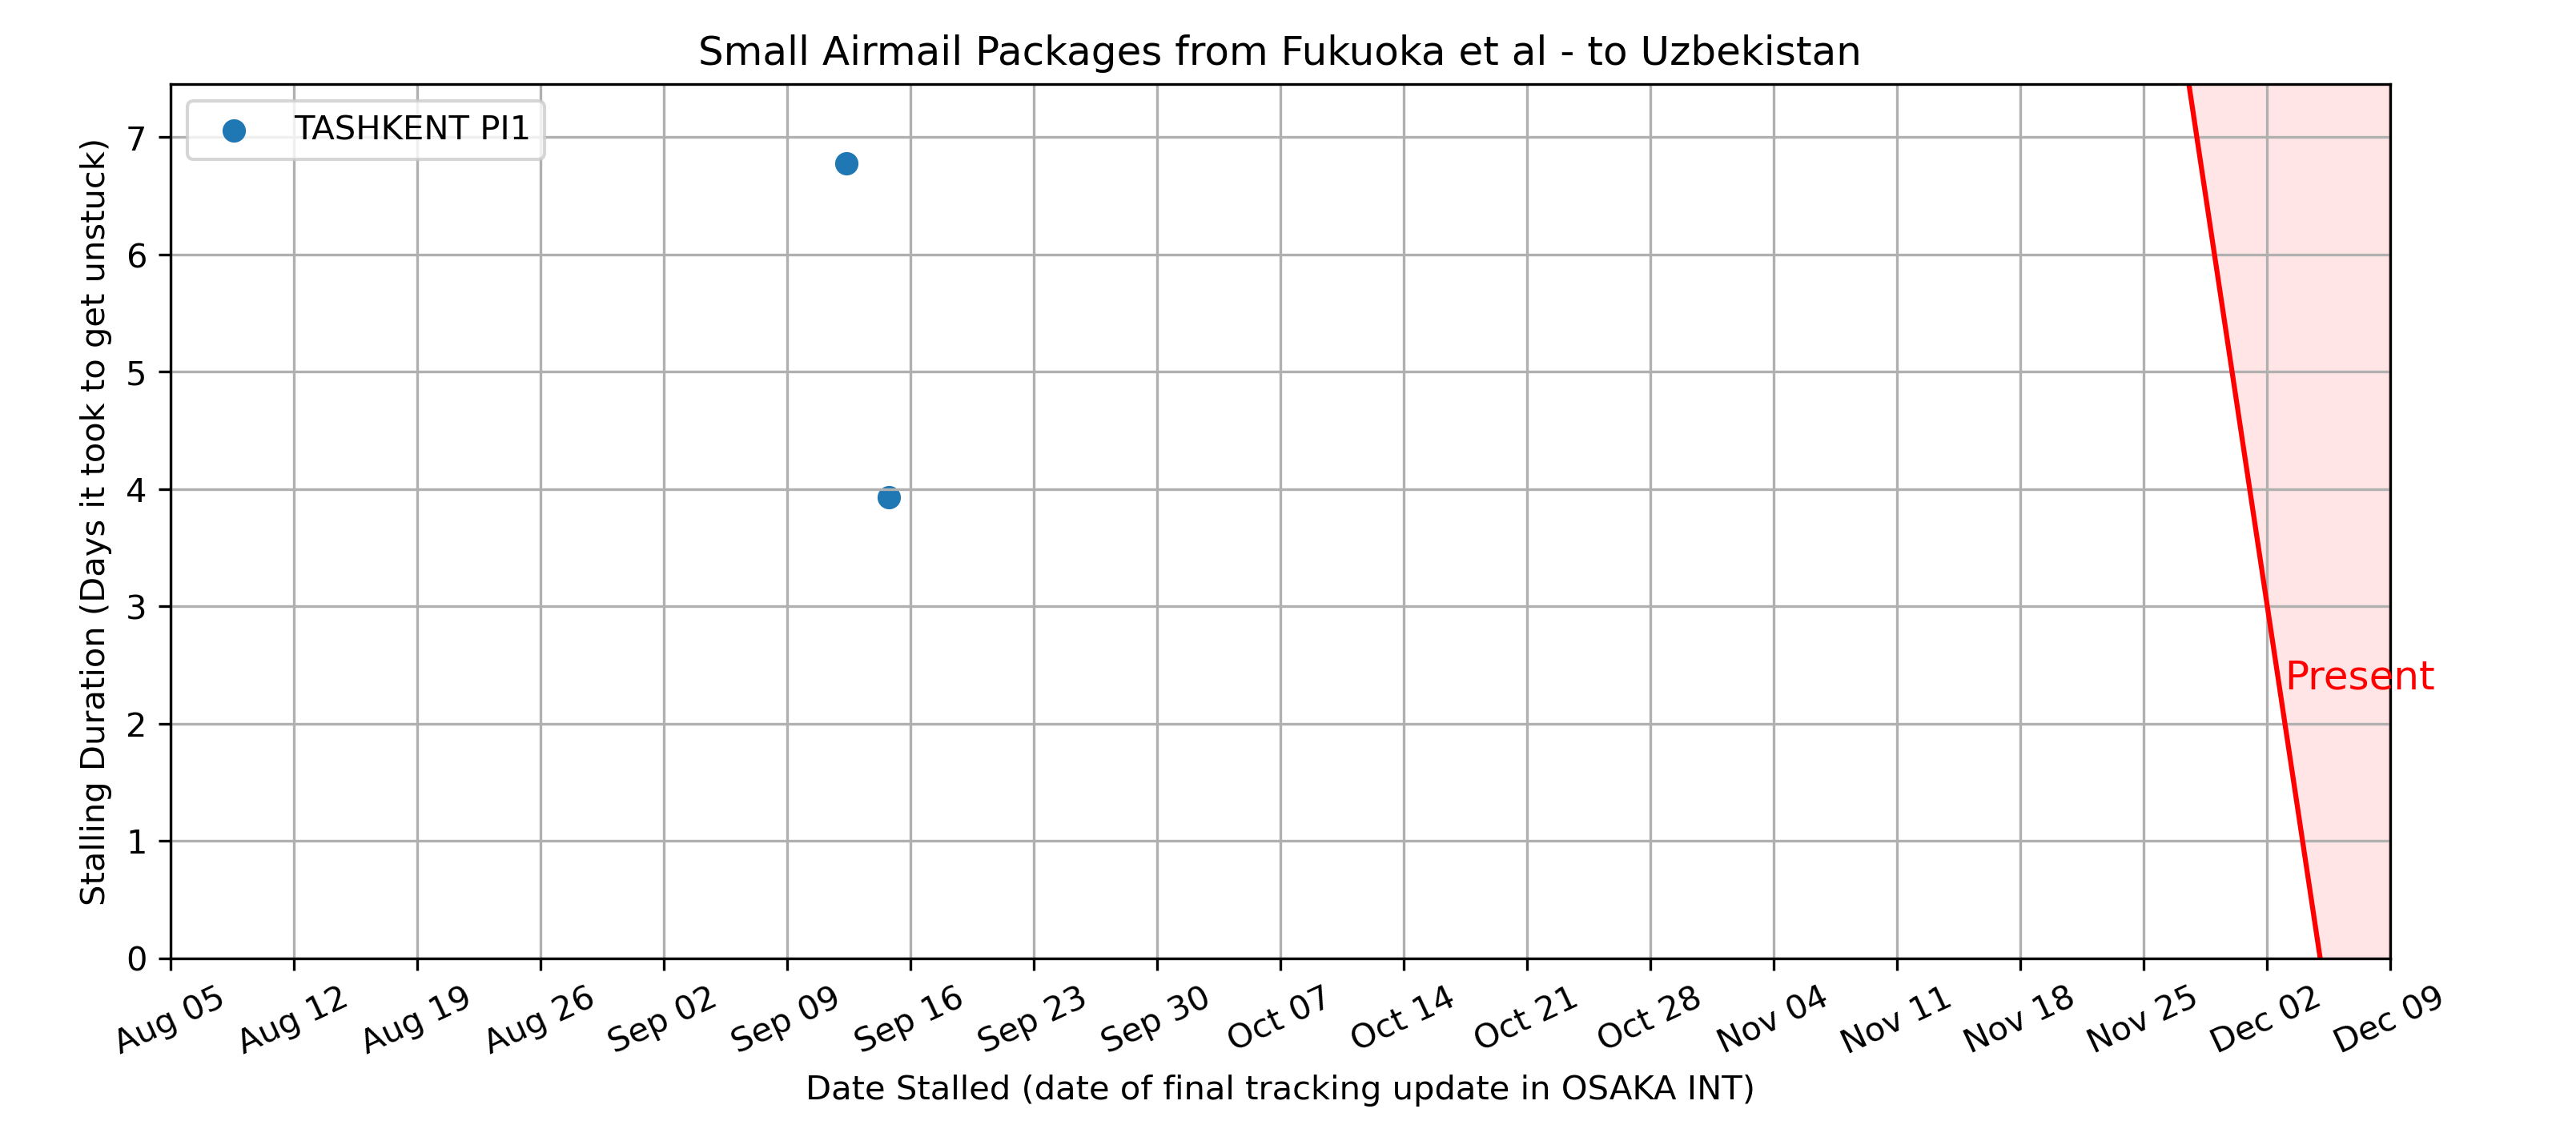 Small Airmail Packages from Fukuoka et al - to Uzbekistan
TASHKENT PI1
Stalling Duration (Days it took to get unstuck)
7
6
5
4
3
2
1
0
Present
Aug 05
Aug 12
Aug 19
Aug 26
Sep 02
Sep 09
Sep 16
Sep 23
Sep 30
Oct 07
Oct 14
Oct 21
Oct 28
Nov 04
Nov 11
Nov 18
Nov 25
Dec 02
Dec 09
Date Stalled (date of final tracking update in OSAKA INT)